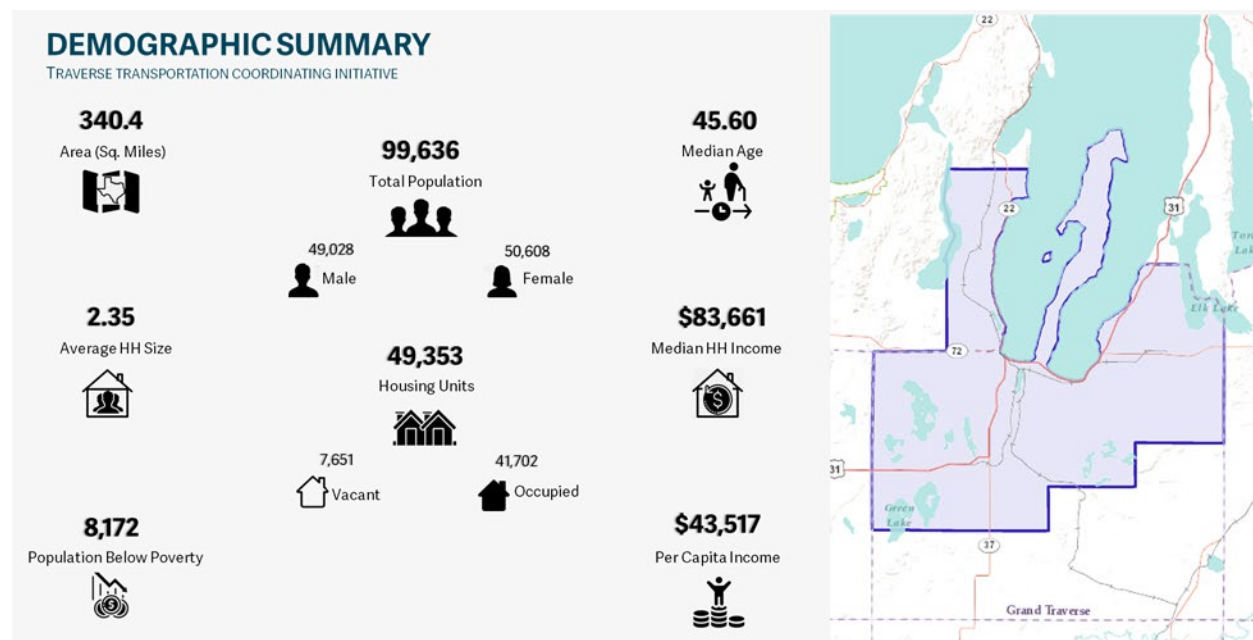 DEMOGRAPHIC SUMMARY
TRAVERSE TRANSPORTATION COORDINATING INITIATIVE
340.4
Area (Sq. Miles)
99,636
Total Population
49,028
Male
50,608
Female
45.60
Median Age
2.35
Average HH Size
49,353
Housing Units
7,651
Vacant
41,702
Occupied
$83,661
Median HH Income
8,172
Population Below Poverty
$43,517
Per Capita Income
22
22
31
Elk Lake
72
31
Green
Lake
37
Grand Traverse